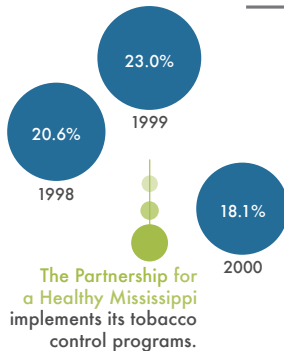 23.0%
1999
20.6%
1998
18.1%
2000
The Partnership for
a Healthy Mississippi
implements its tobacco
control programs.